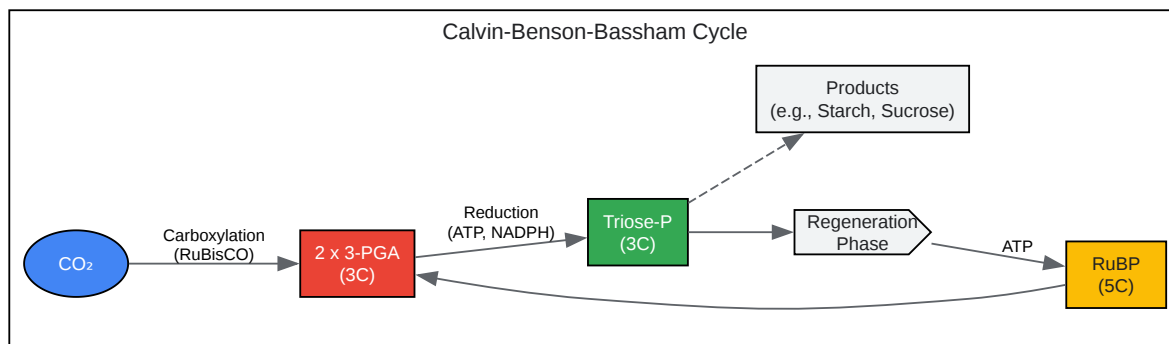 Calvin-Benson-Bassham Cycle
Products
(e.g., Starch, Sucrose)
CO₂
Carboxylation
(RuBisCO)
2 x 3-PGA
(3C)
Reduction
(ATP, NADPH)
Triose-P
(3C)
Regeneration
Phase
ATP
RuBP
(5C)